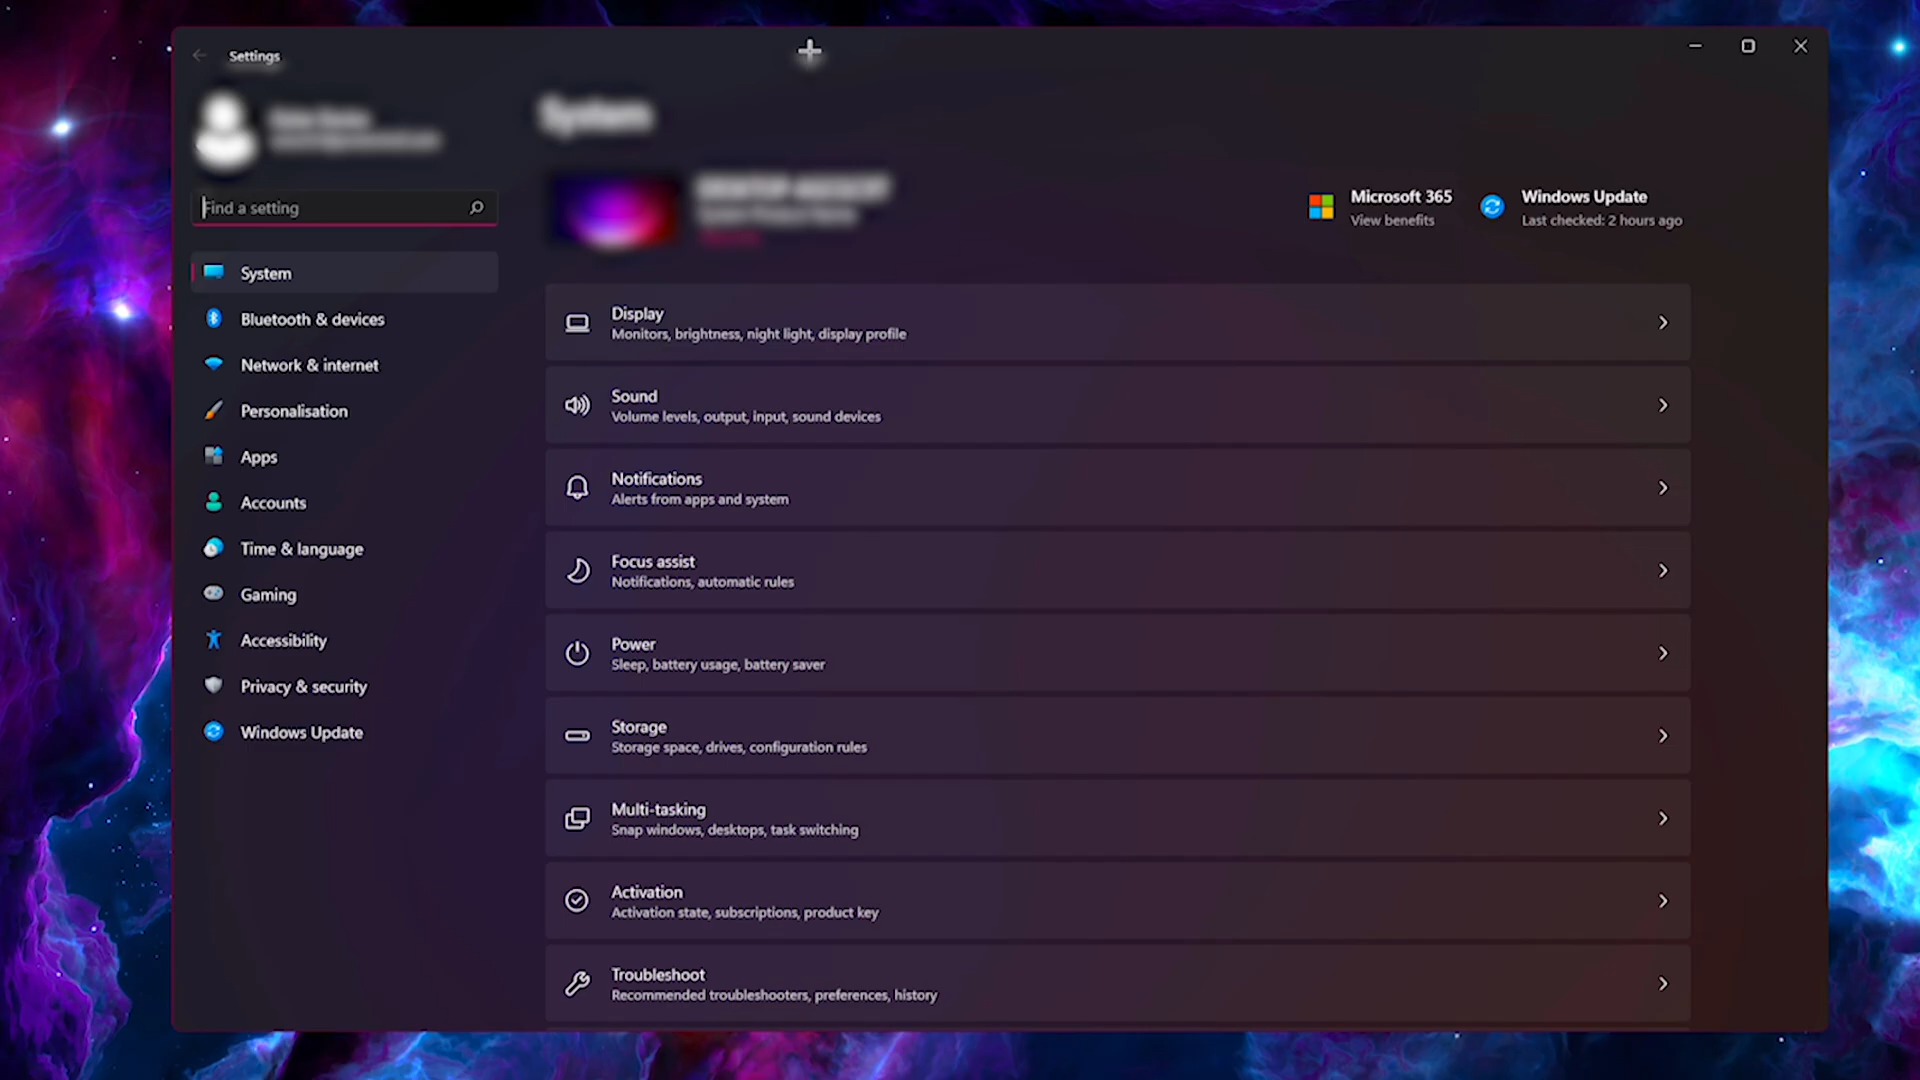 Settings
System
Find a setting
System
Bluetooth & devices
Network & internet
Personalisation
Apps
Accounts
Time & language
Gaming
Accessibility
Privacy & security
Windows Update
Microsoft 365
View benefits
Windows Update
Last checked: 2 hours ago
Display
Monitors, brightness, night light, display profile
Sound
Volume levels, output, input, sound devices
Notifications
Alerts from apps and system
Focus assist
Notifications, automatic rules
Power
Sleep, battery usage, battery saver
Storage
Storage space, drives, configuration rules
Multi-tasking
Snap windows, desktops, task switching
Activation
Activation state, subscriptions, product key
Troubleshoot
Recommended troubleshooters, preferences, history